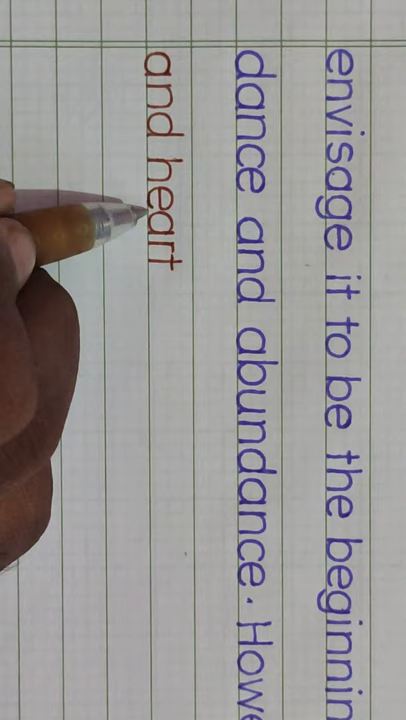 envisage it to be the beginnin
dance and abundance. Howe
and heart